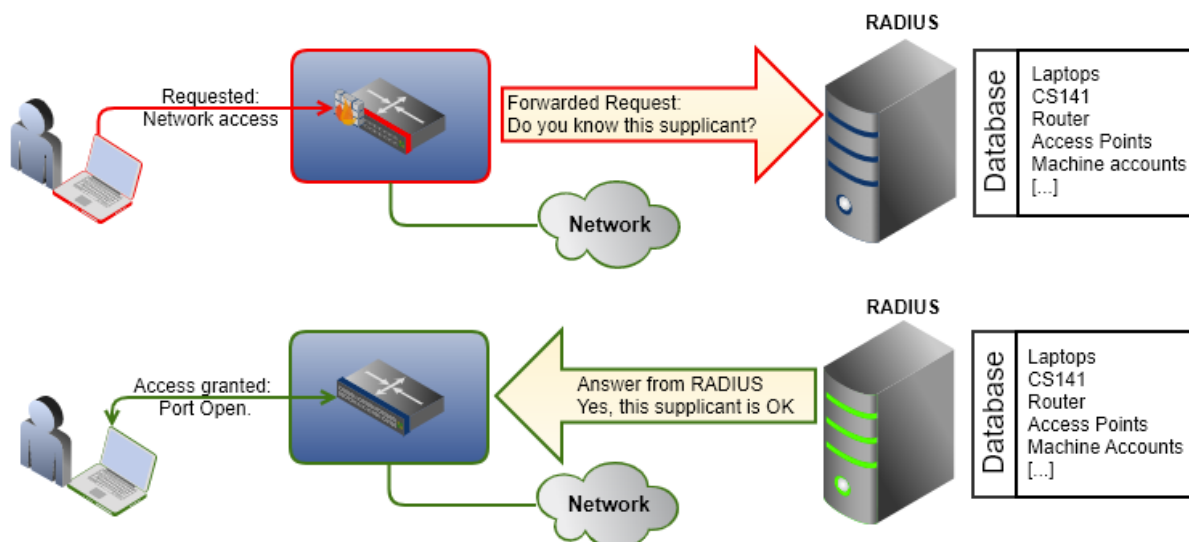 RADIUS
Requested:
Network access
Forwarded Request:
Do you know this supplicant?
Network
Database
Laptops
CS141
Router
Access Points
Machine accounts
[...]
RADIUS
Access granted:
Port Open.
Answer from RADIUS
Yes, this supplicant is OK
Network
Database
Laptops
CS141
Router
Access Points
Machine Accounts
[...]